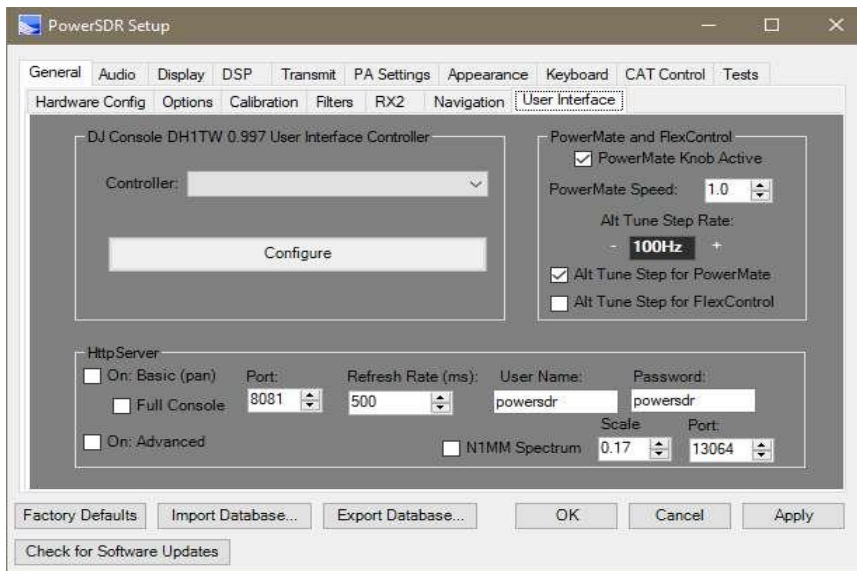 PowerSDR Setup
General Audio Display DSP Transmit PA Settings Appearance Keyboard CAT Control Tests
Hardware Config Options Calibration Filters RX2 Navigation User Interface
DJ Console DH1TW 0.997 User Interface Controller
Controller:
Configure
PowerMate and FlexControl
PowerMate Knob Active
PowerMate Speed: 1.0
Alt Tune Step Rate:
- 100Hz +
Alt Tune Step for PowerMate
Alt Tune Step for FlexControl
HttpServer
On: Basic (pan) Port: Refresh Rate (ms): User Name: Password:
Full Console 8081 500 powersdr powersdr
Scale Port:
On: Advanced N1MM Spectrum 0.17 13064
Factory Defaults Import Database... Export Database... OK Cancel Apply
Check for Software Updates